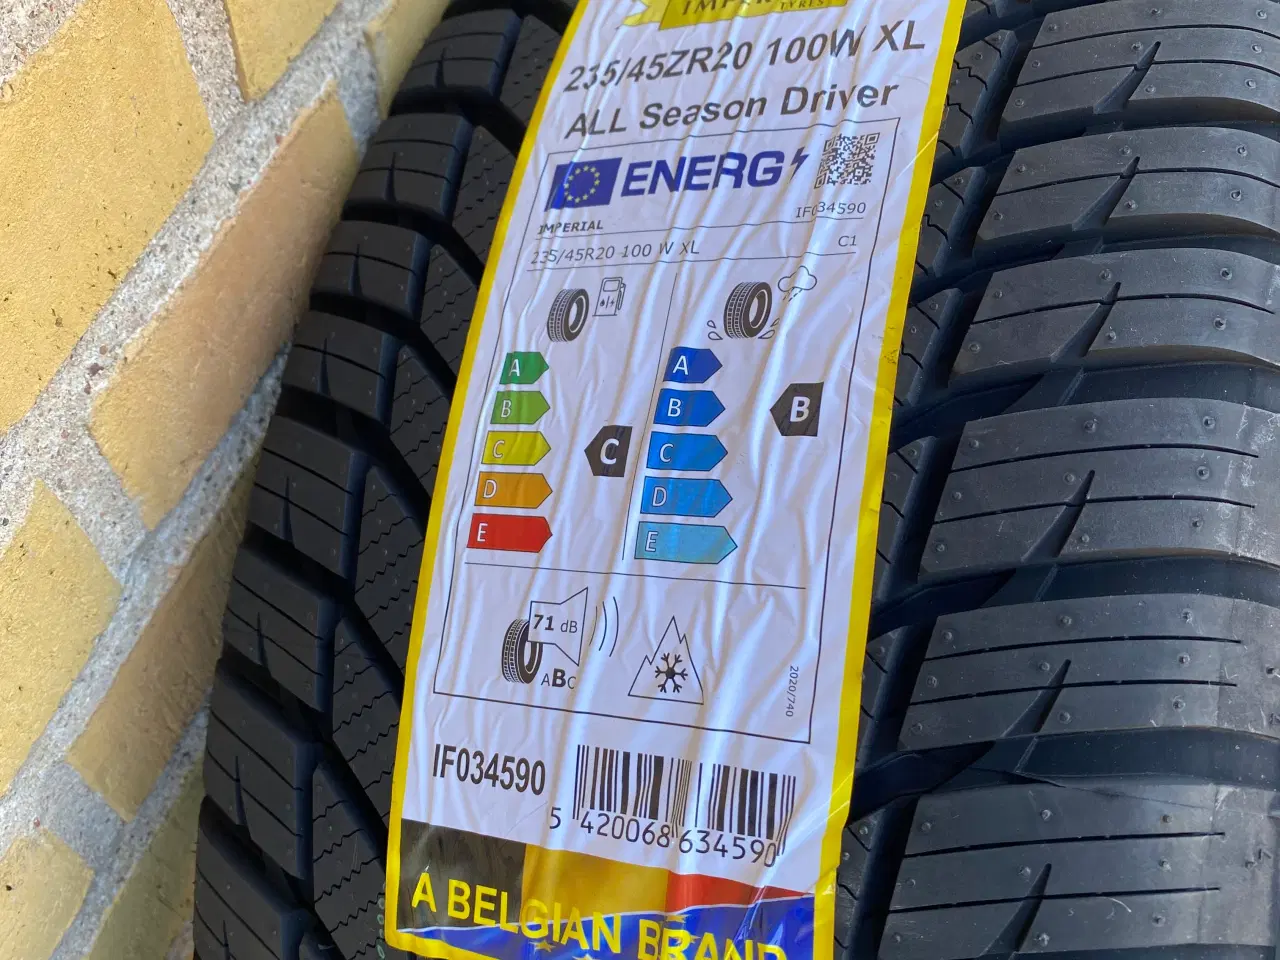 TYRES
235/45ZR20 100W XL
ALL Season Driver
ENERG
IMPERIAL
IF034590
235/45R20 100 W XL
C1
A
B
C
D
E
C
A
B
C
D
E
B
71 dB
ABC
2020/740
IF034590
5 420068 634590
A BELGIAN BRAND